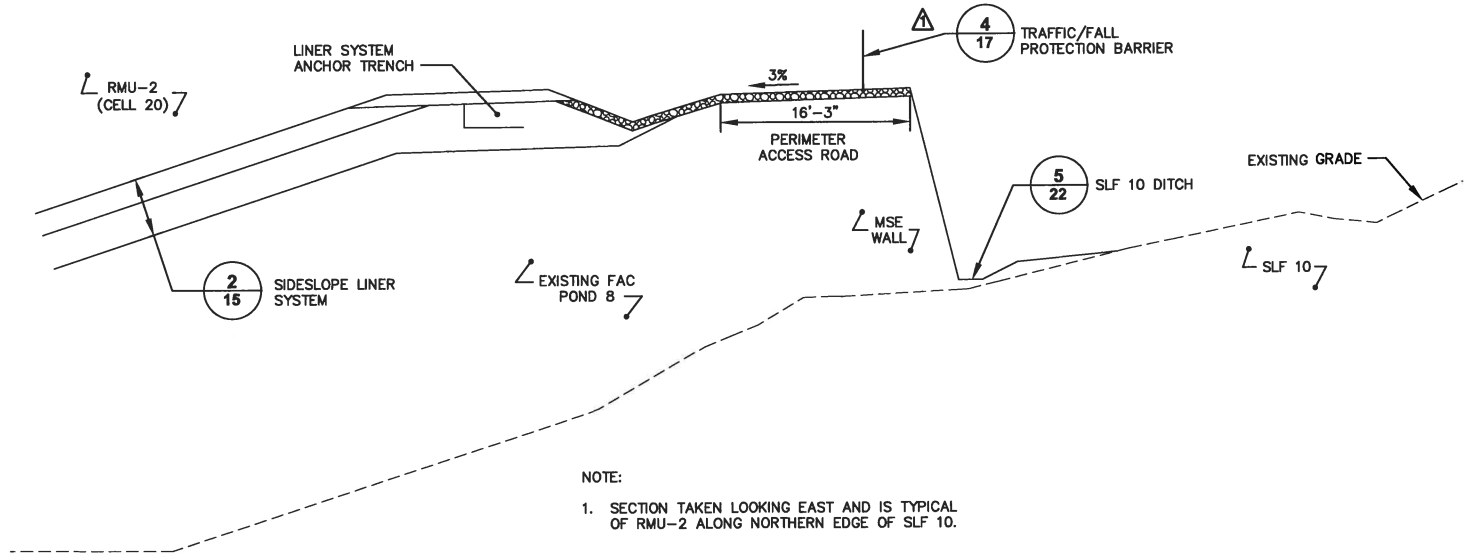 1
4
17
TRAFFIC/FALL
PROTECTION BARRIER
LINER SYSTEM
ANCHOR TRENCH
RMU-2
(CELL 20)
3%
16'-3"
PERIMETER
ACCESS ROAD
EXISTING GRADE
5
22
SLF 10 DITCH
MSE
WALL
SLF 10
2
15
SIDESLOPE LINER
SYSTEM
EXISTING FAC
POND 8
NOTE:
1. SECTION TAKEN LOOKING EAST AND IS TYPICAL
OF RMU-2 ALONG NORTHERN EDGE OF SLF 10.